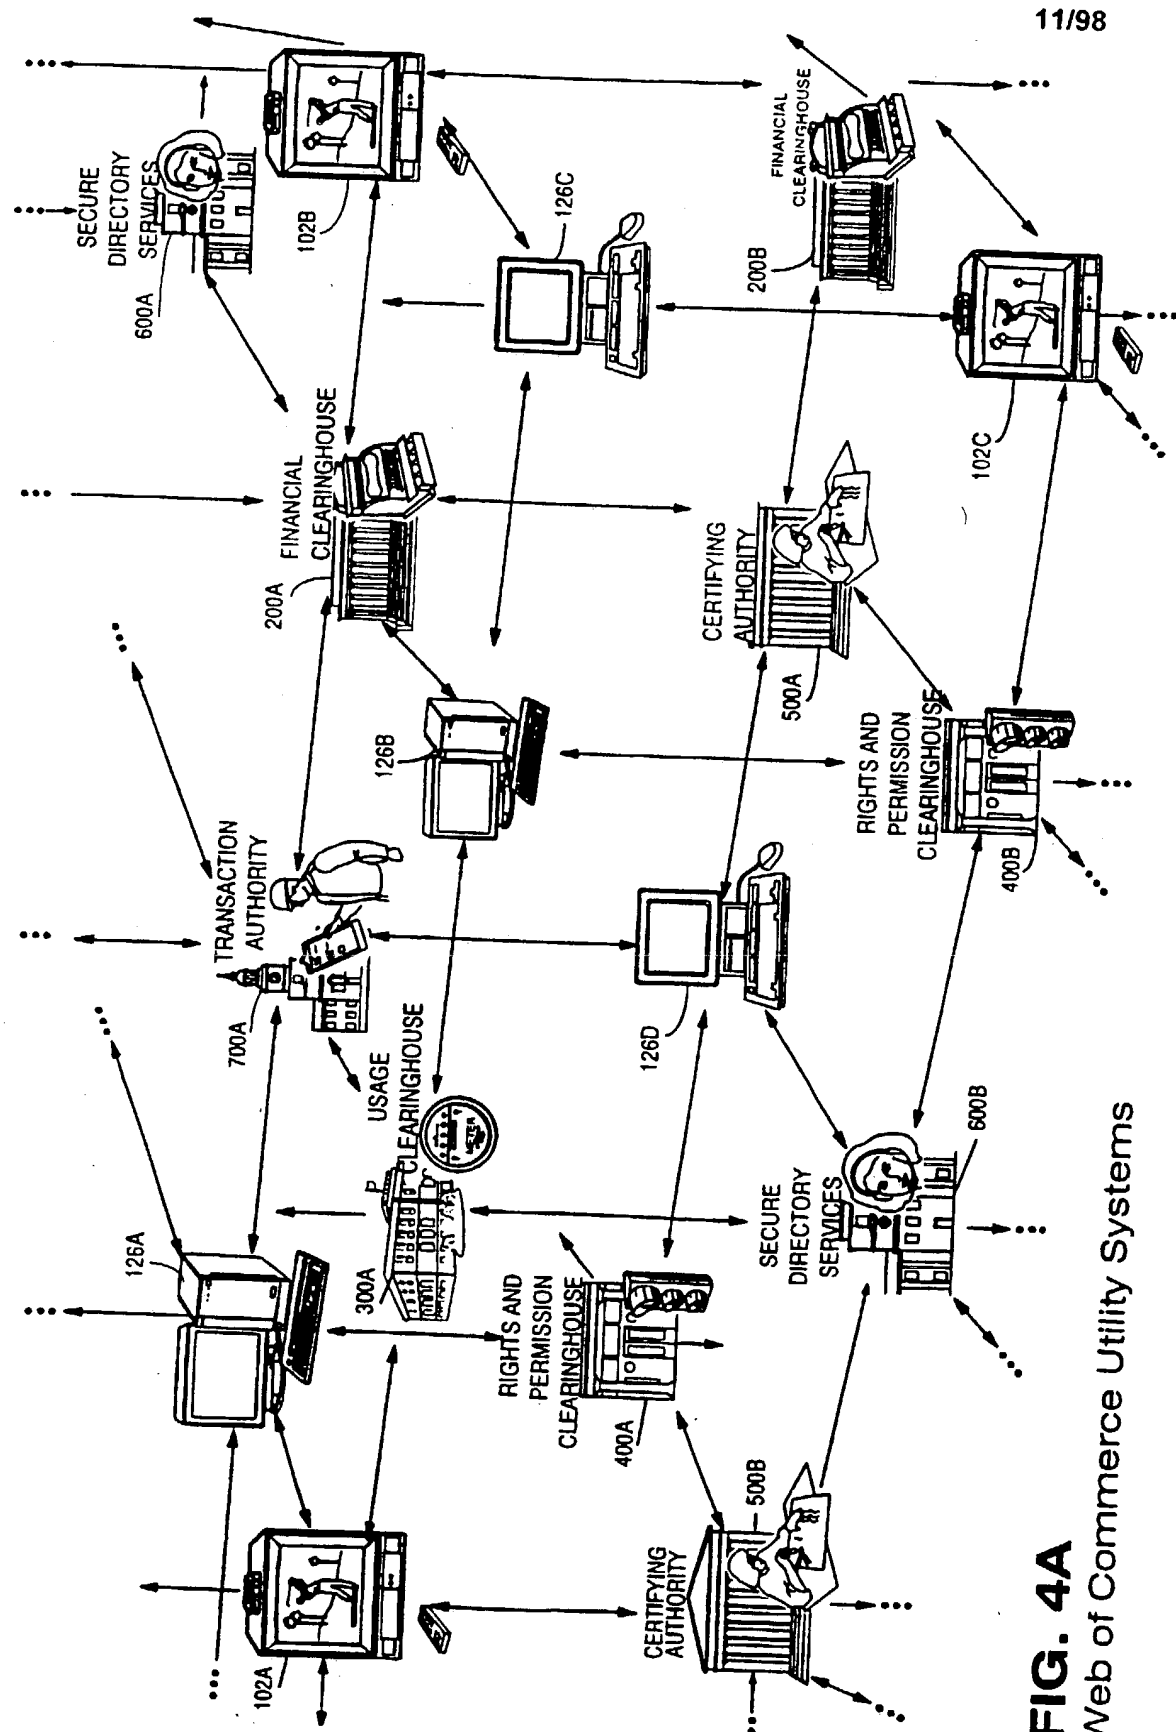 11/98
SECURE
DIRECTORY
SERVICES
600A
102B
126C
FINANCIAL
CLEARINGHOUSE
200B
102C
FINANCIAL
CLEARINGHOUSE
200A
CERTIFYING
AUTHORITY
500A
126B
RIGHTS AND
PERMISSION
CLEARINGHOUSE
400B
TRANSACTION
AUTHORITY
700A
126D
USAGE
CLEARINGHOUSE
METER
300A
126A
SECURE
DIRECTORY
SERVICES
600B
RIGHTS AND
PERMISSION
CLEARINGHOUSE
400A
102A
CERTIFYING
AUTHORITY
500B
FIG. 4A
Web of Commerce Utility Systems